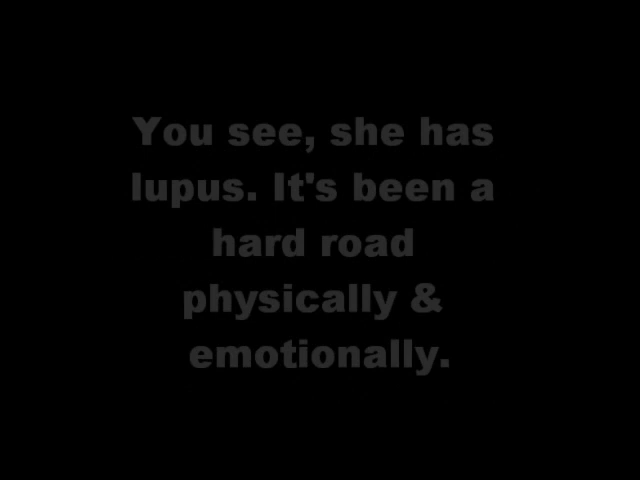 You see, she has
lupus. It's been a
hard road
physically &
emotionally.